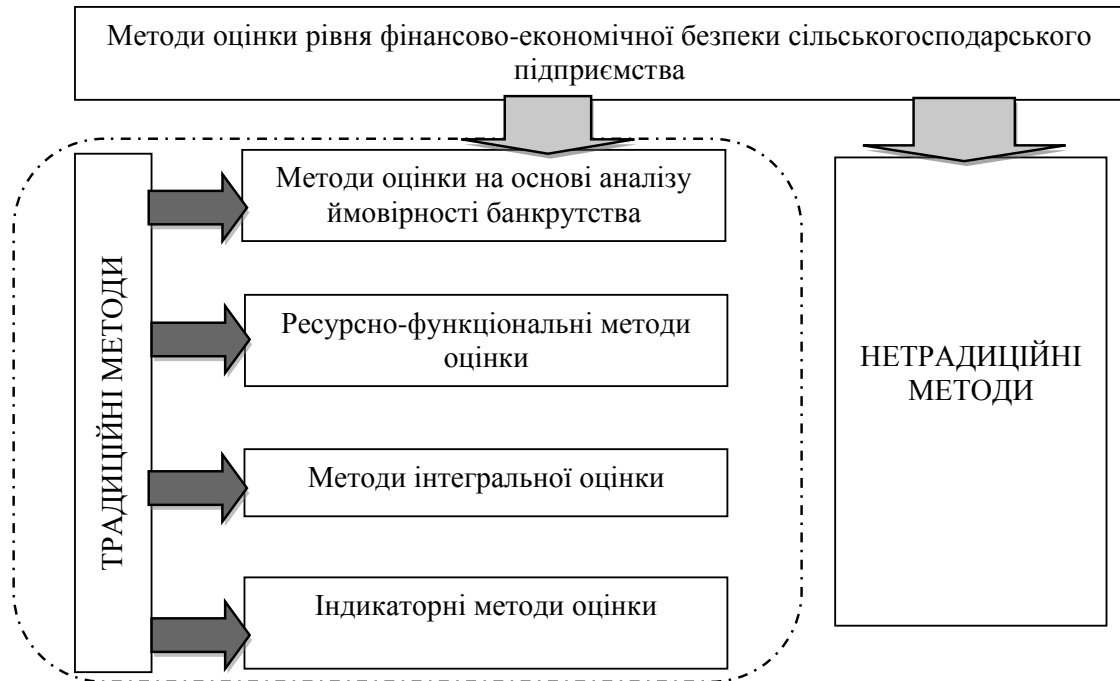 Методи оцінки рівня фінансово-економічної безпеки сільськогосподарського
підприємства
ТРАДИЦІЙНІ МЕТОДИ
Методи оцінки на основі аналізу
ймовірності банкрутства
Ресурсно-функціональні методи
оцінки
Методи інтегральної оцінки
Індикаторні методи оцінки
НЕТРАДИЦІЙНІ
МЕТОДИ